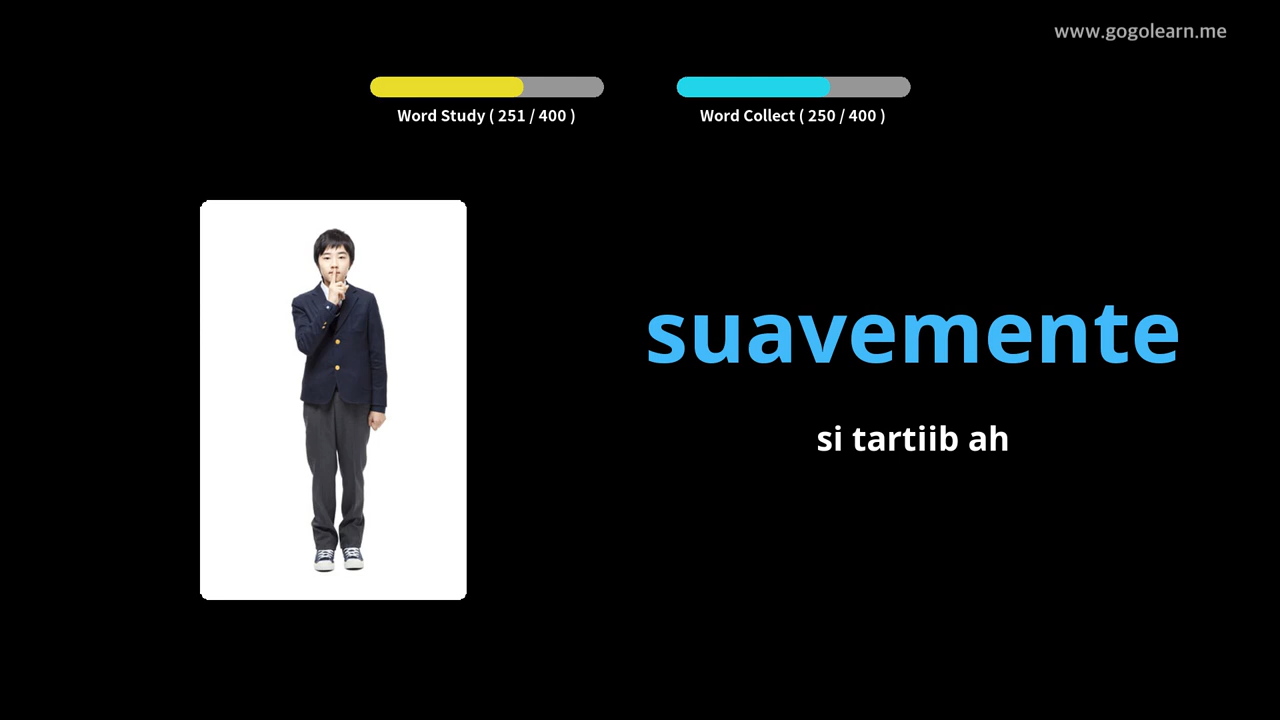 www.gogolearn.me
Word Study ( 251 / 400 )
Word Collect ( 250 / 400 )
suavemente
si tartiib ah